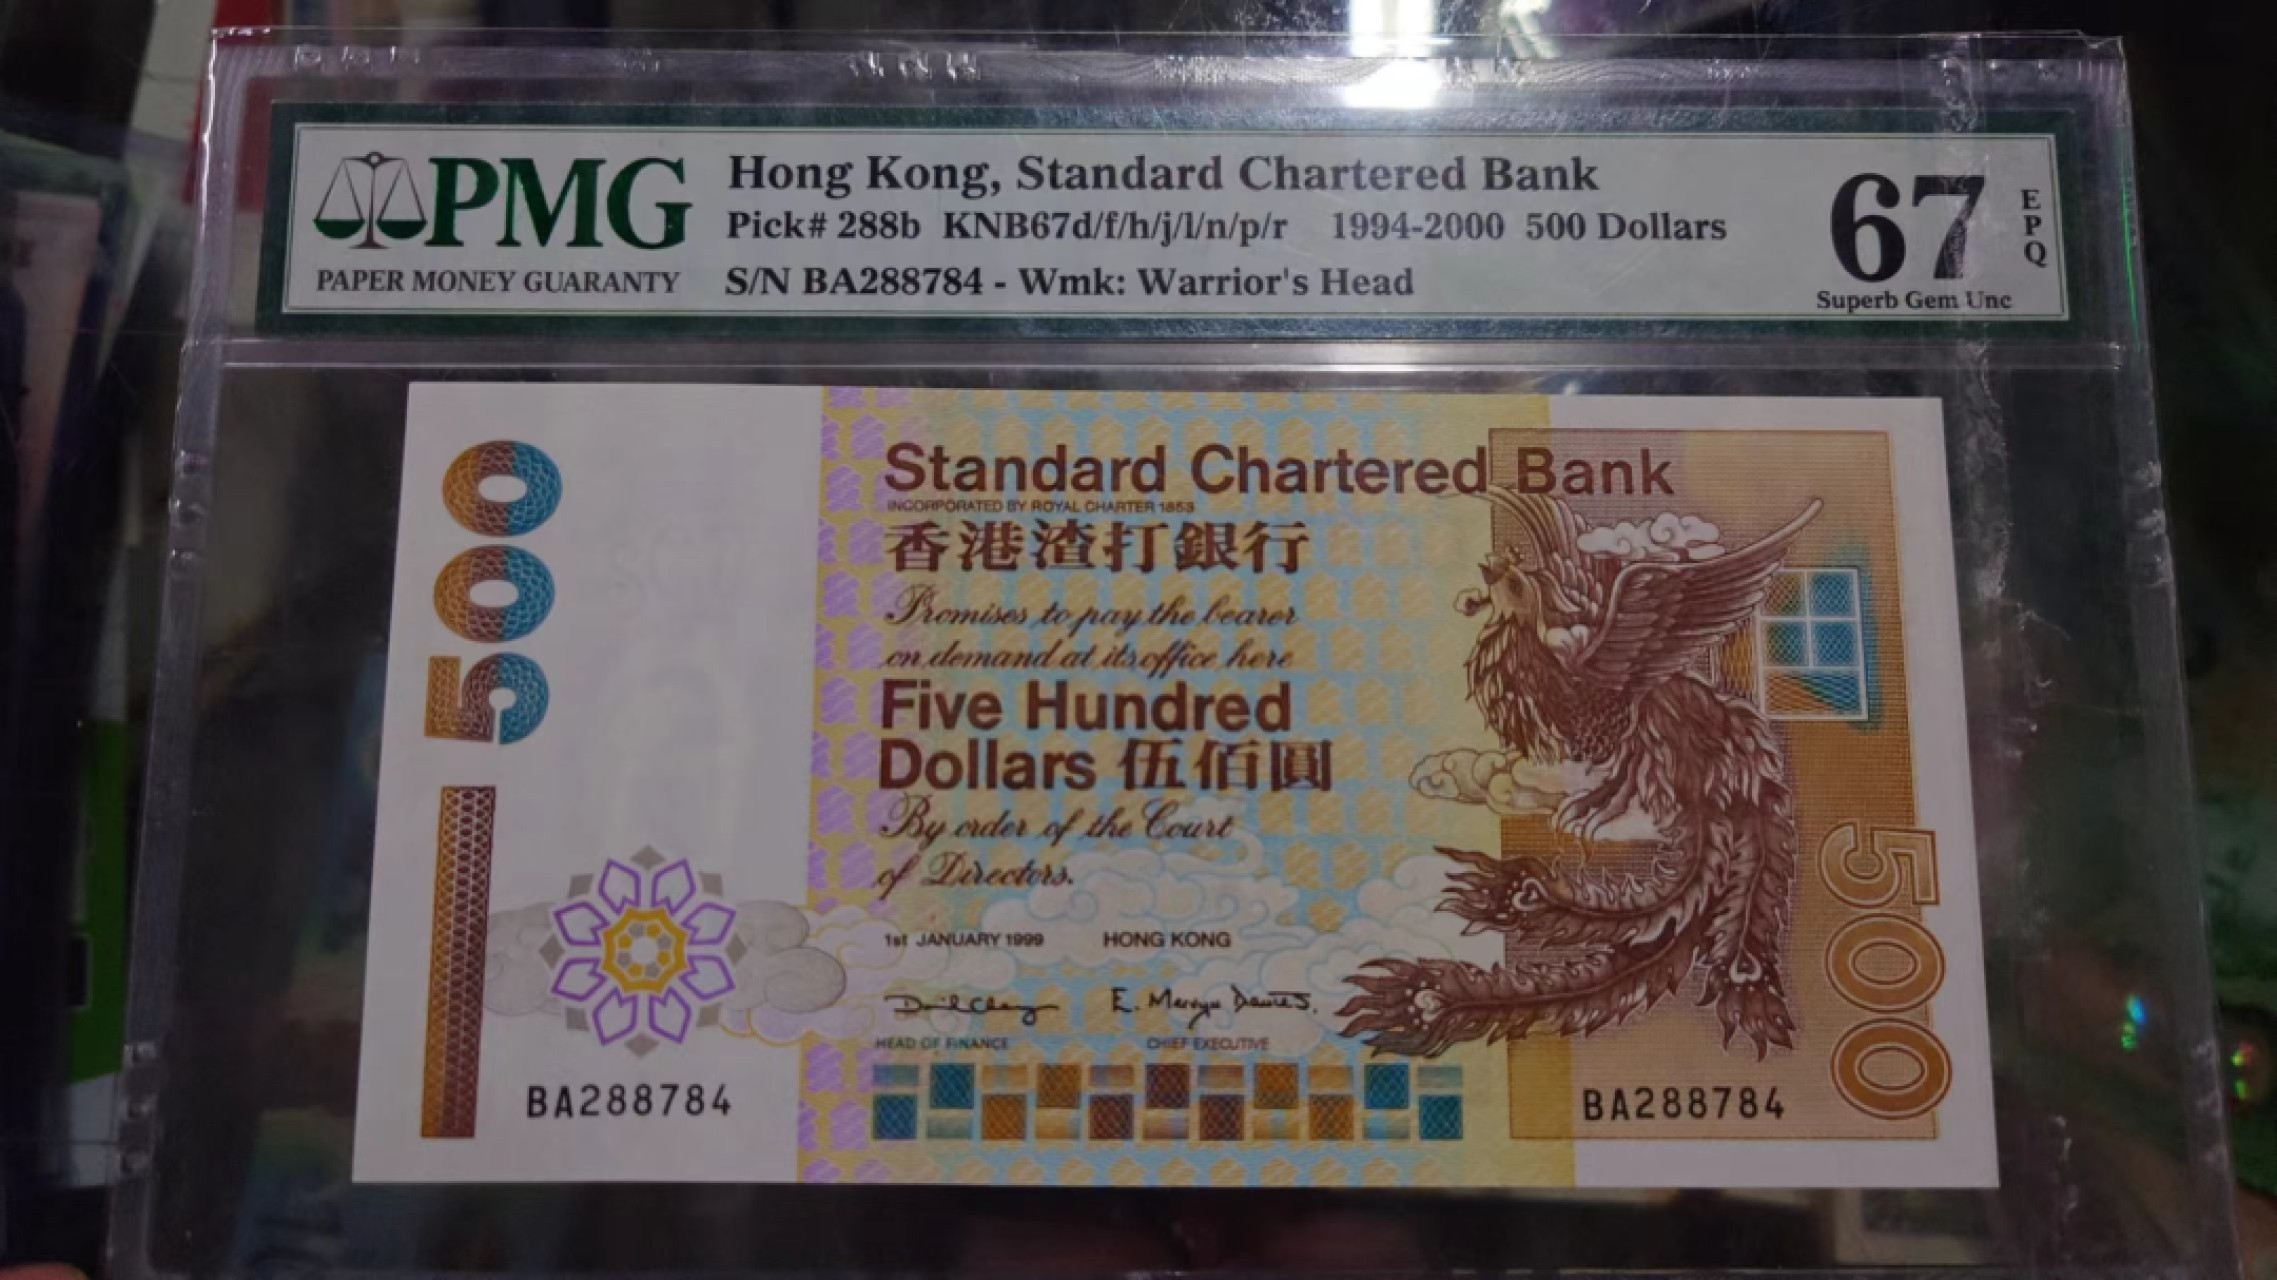 PMG
PAPER MONEY GUARANTY
Hong Kong, Standard Chartered Bank
Pick# 288b KNB67d/f/h/j/l/n/p/r 1994-2000 500 Dollars
S/N BA288784 - Wmk: Warrior's Head
67
EPQ
Superb Gem Unc
500
Standard Chartered Bank
INCORPORATED BY ROYAL CHARTER 1853
香港渣打銀行
Promises to pay the bearer
on demand at its office here
Five Hundred
Dollars 伍佰圓
By order of the Court
of Directors.
1st JANUARY 1999 HONG KONG
E. Mervyn Davies.
HEAD OF FINANCE CHIEF EXECUTIVE
BA288784
BA288784
500